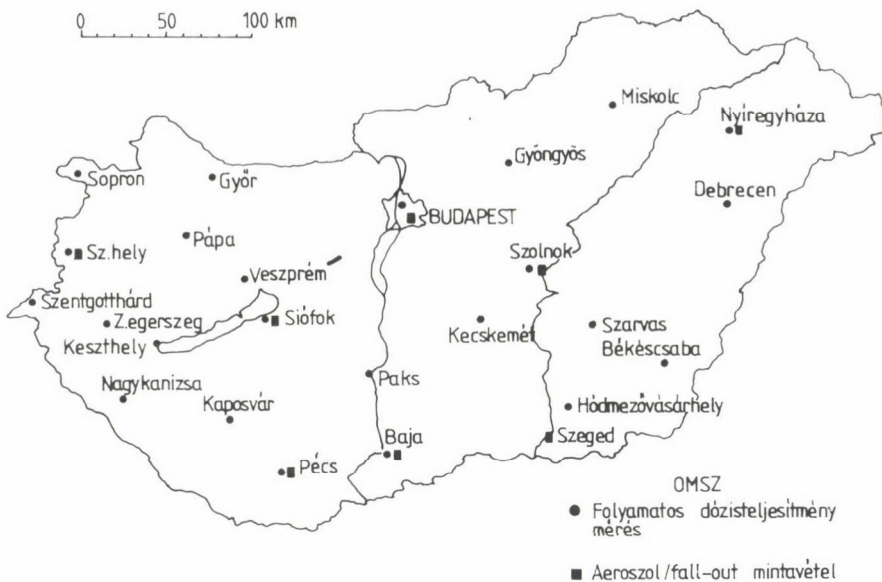 0 50 100 km
Miskolc
Nyíregyháza
Gyöngyös
Sopron
Győr
Debrecen
BUDAPEST
Pápa
Sz.hely
Szolnok
Veszprém
Szentgotthárd
Z.egerszeg
Siófok
Kecskemét
Szarvas
Keszthely
Békéscsaba
Paks
Nagykanizsa
Kaposvár
Hódmezővásárhely
Baja
Szeged
Pécs
OMSZ
Folyamatos dózisteljesítmény
mérés
Aeroszol/fall-out mintavétel